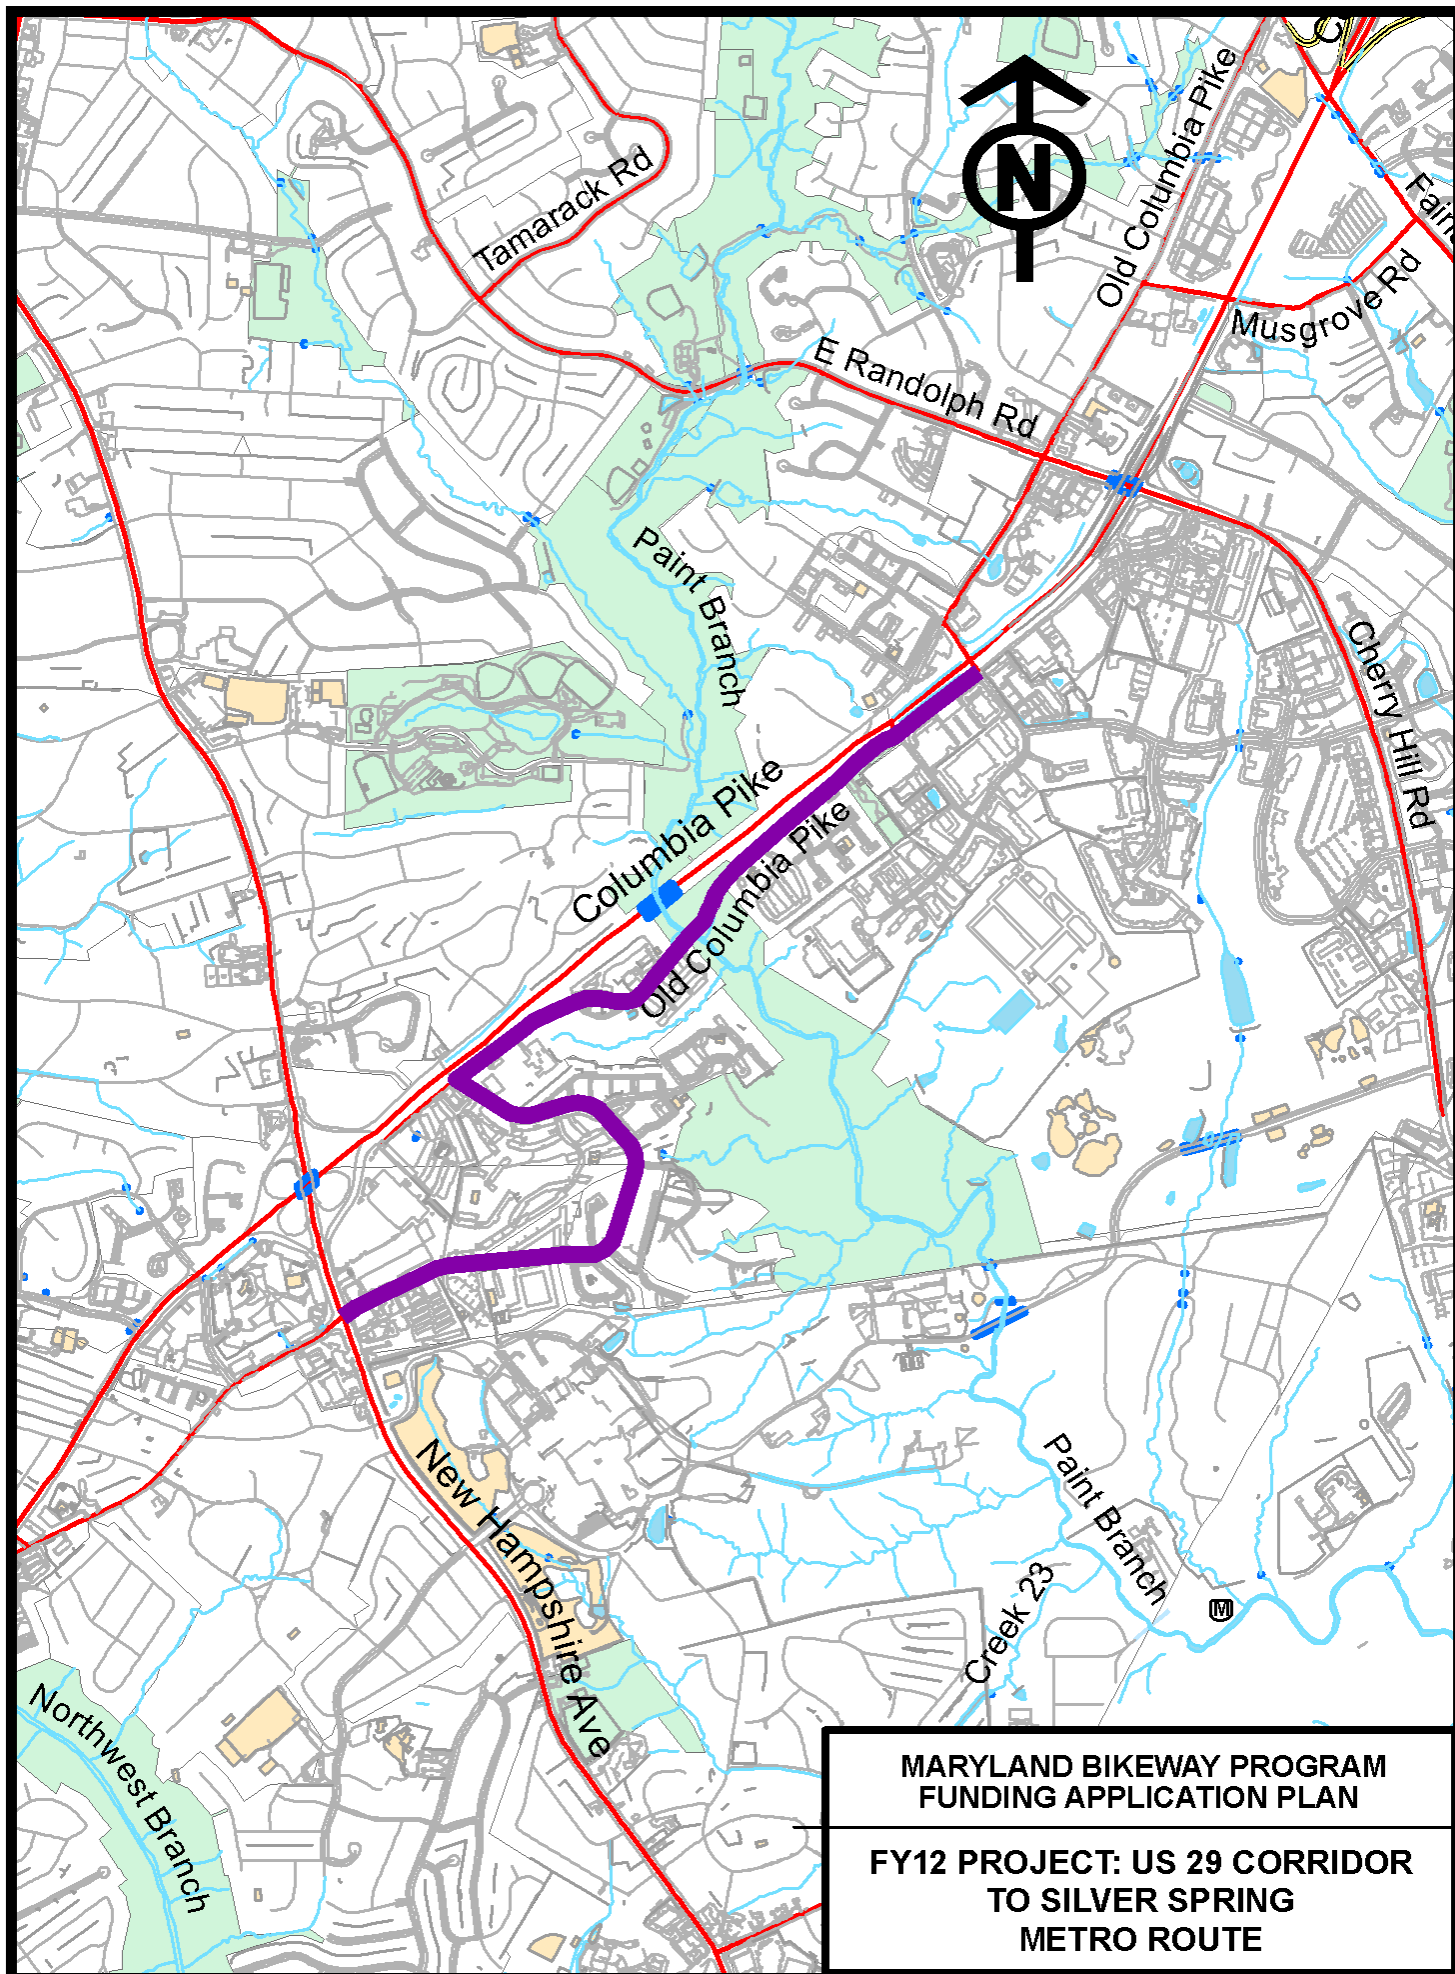 C
Old Columbia Pike
N
Tamarack Rd
Musgrove Rd
E Randolph Rd
Paint Branch
Cherry Hill Rd
Columbia Pike
Old Columbia Pike
New Hampshire Ave
Paint Branch
Creek 23
M
Northwest Branch
MARYLAND BIKEWAY PROGRAM
FUNDING APPLICATION PLAN
FY12 PROJECT: US 29 CORRIDOR
TO SILVER SPRING
METRO ROUTE